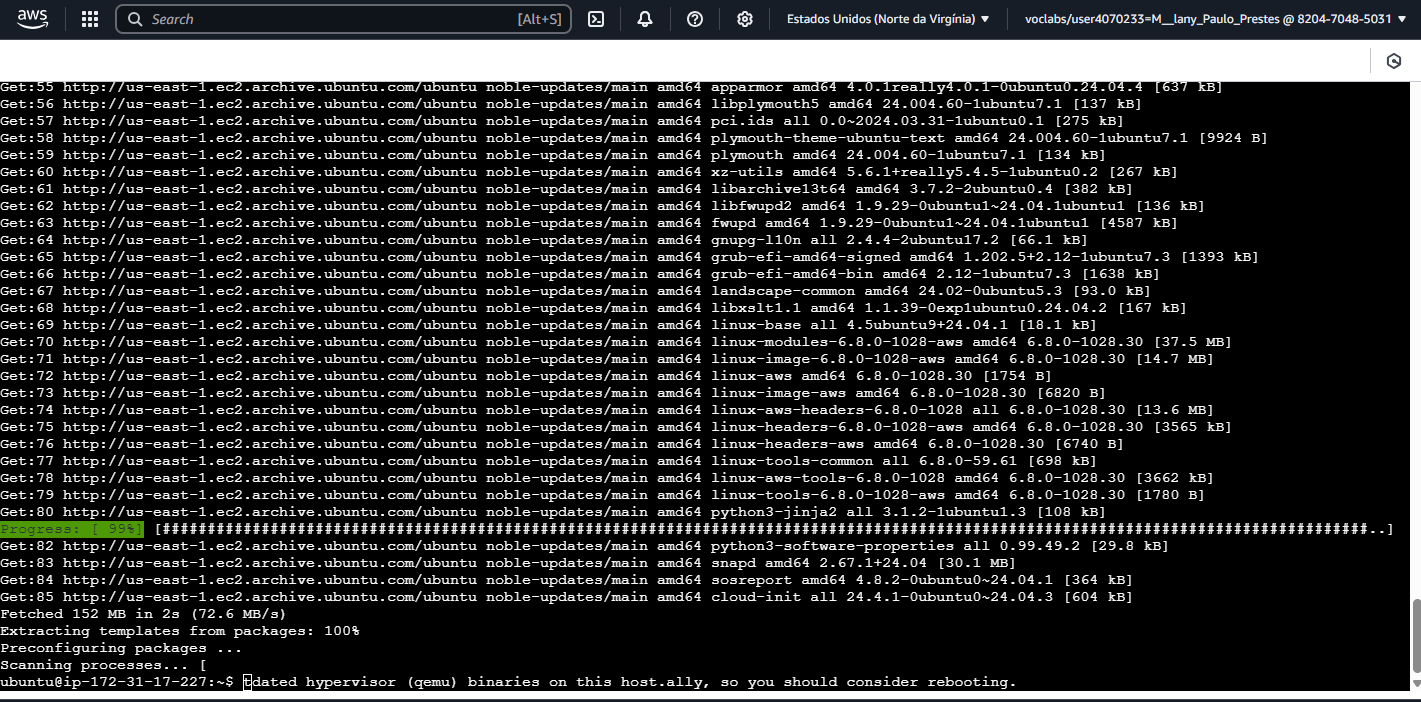 aws
Search [Alt+S]
Estados Unidos (Norte da Virgínia) ▼
voclabs/user4070233=M__lany_Paulo_Prestes @ 8204-7048-5031 ▼
Get:55 http://us-east-1.ec2.archive.ubuntu.com/ubuntu noble-updates/main amd64 apparmor amd64 4.0.1really4.0.1-0ubuntu0.24.04.4 [637 kB]
Get:56 http://us-east-1.ec2.archive.ubuntu.com/ubuntu noble-updates/main amd64 libplymouth5 amd64 24.004.60-1ubuntu7.1 [137 kB]
Get:57 http://us-east-1.ec2.archive.ubuntu.com/ubuntu noble-updates/main amd64 pci.ids all 0.0~2024.03.31-1ubuntu0.1 [275 kB]
Get:58 http://us-east-1.ec2.archive.ubuntu.com/ubuntu noble-updates/main amd64 plymouth-theme-ubuntu-text amd64 24.004.60-1ubuntu7.1 [9924 B]
Get:59 http://us-east-1.ec2.archive.ubuntu.com/ubuntu noble-updates/main amd64 plymouth amd64 24.004.60-1ubuntu7.1 [134 kB]
Get:60 http://us-east-1.ec2.archive.ubuntu.com/ubuntu noble-updates/main amd64 xz-utils amd64 5.6.1+really5.4.5-1ubuntu0.2 [267 kB]
Get:61 http://us-east-1.ec2.archive.ubuntu.com/ubuntu noble-updates/main amd64 libarchive13t64 amd64 3.7.2-2ubuntu0.4 [382 kB]
Get:62 http://us-east-1.ec2.archive.ubuntu.com/ubuntu noble-updates/main amd64 libfwupd2 amd64 1.9.29-0ubuntu1~24.04.1ubuntu1 [136 kB]
Get:63 http://us-east-1.ec2.archive.ubuntu.com/ubuntu noble-updates/main amd64 fwupd amd64 1.9.29-0ubuntu1~24.04.1ubuntu1 [4587 kB]
Get:64 http://us-east-1.ec2.archive.ubuntu.com/ubuntu noble-updates/main amd64 gnupg-l10n all 2.4.4-2ubuntu17.2 [66.1 kB]
Get:65 http://us-east-1.ec2.archive.ubuntu.com/ubuntu noble-updates/main amd64 grub-efi-amd64-signed amd64 1.202.5+2.12-1ubuntu7.3 [1393 kB]
Get:66 http://us-east-1.ec2.archive.ubuntu.com/ubuntu noble-updates/main amd64 grub-efi-amd64-bin amd64 2.12-1ubuntu7.3 [1638 kB]
Get:67 http://us-east-1.ec2.archive.ubuntu.com/ubuntu noble-updates/main amd64 landscape-common amd64 24.02-0ubuntu5.3 [93.0 kB]
Get:68 http://us-east-1.ec2.archive.ubuntu.com/ubuntu noble-updates/main amd64 libxslt1.1 amd64 1.1.39-0exp1ubuntu0.24.04.2 [167 kB]
Get:69 http://us-east-1.ec2.archive.ubuntu.com/ubuntu noble-updates/main amd64 linux-base all 4.5ubuntu9+24.04.1 [18.1 kB]
Get:70 http://us-east-1.ec2.archive.ubuntu.com/ubuntu noble-updates/main amd64 linux-modules-6.8.0-1028-aws amd64 6.8.0-1028.30 [37.5 MB]
Get:71 http://us-east-1.ec2.archive.ubuntu.com/ubuntu noble-updates/main amd64 linux-image-6.8.0-1028-aws amd64 6.8.0-1028.30 [14.7 MB]
Get:72 http://us-east-1.ec2.archive.ubuntu.com/ubuntu noble-updates/main amd64 linux-aws amd64 6.8.0-1028.30 [1754 B]
Get:73 http://us-east-1.ec2.archive.ubuntu.com/ubuntu noble-updates/main amd64 linux-image-aws amd64 6.8.0-1028.30 [6820 B]
Get:74 http://us-east-1.ec2.archive.ubuntu.com/ubuntu noble-updates/main amd64 linux-aws-headers-6.8.0-1028 all 6.8.0-1028.30 [13.6 MB]
Get:75 http://us-east-1.ec2.archive.ubuntu.com/ubuntu noble-updates/main amd64 linux-headers-6.8.0-1028-aws amd64 6.8.0-1028.30 [3565 kB]
Get:76 http://us-east-1.ec2.archive.ubuntu.com/ubuntu noble-updates/main amd64 linux-headers-aws amd64 6.8.0-1028.30 [6740 B]
Get:77 http://us-east-1.ec2.archive.ubuntu.com/ubuntu noble-updates/main amd64 linux-tools-common all 6.8.0-59.61 [698 kB]
Get:78 http://us-east-1.ec2.archive.ubuntu.com/ubuntu noble-updates/main amd64 linux-aws-tools-6.8.0-1028 amd64 6.8.0-1028.30 [3662 kB]
Get:79 http://us-east-1.ec2.archive.ubuntu.com/ubuntu noble-updates/main amd64 linux-tools-6.8.0-1028-aws amd64 6.8.0-1028.30 [1780 B]
Get:80 http://us-east-1.ec2.archive.ubuntu.com/ubuntu noble-updates/main amd64 python3-jinja2 all 3.1.2-1ubuntu1.3 [108 kB]
Progress: [ 99%] [######################################################################################################################################..]
Get:82 http://us-east-1.ec2.archive.ubuntu.com/ubuntu noble-updates/main amd64 python3-software-properties all 0.99.49.2 [29.8 kB]
Get:83 http://us-east-1.ec2.archive.ubuntu.com/ubuntu noble-updates/main amd64 snapd amd64 2.67.1+24.04 [30.1 MB]
Get:84 http://us-east-1.ec2.archive.ubuntu.com/ubuntu noble-updates/main amd64 sosreport amd64 4.8.2-0ubuntu0~24.04.1 [364 kB]
Get:85 http://us-east-1.ec2.archive.ubuntu.com/ubuntu noble-updates/main amd64 cloud-init all 24.4.1-0ubuntu0~24.04.3 [604 kB]
Fetched 152 MB in 2s (72.6 MB/s)
Extracting templates from packages: 100%
Preconfiguring packages ...
Scanning processes... [
ubuntu@ip-172-31-17-227:~$ tdated hypervisor (qemu) binaries on this host.ally, so you should consider rebooting.